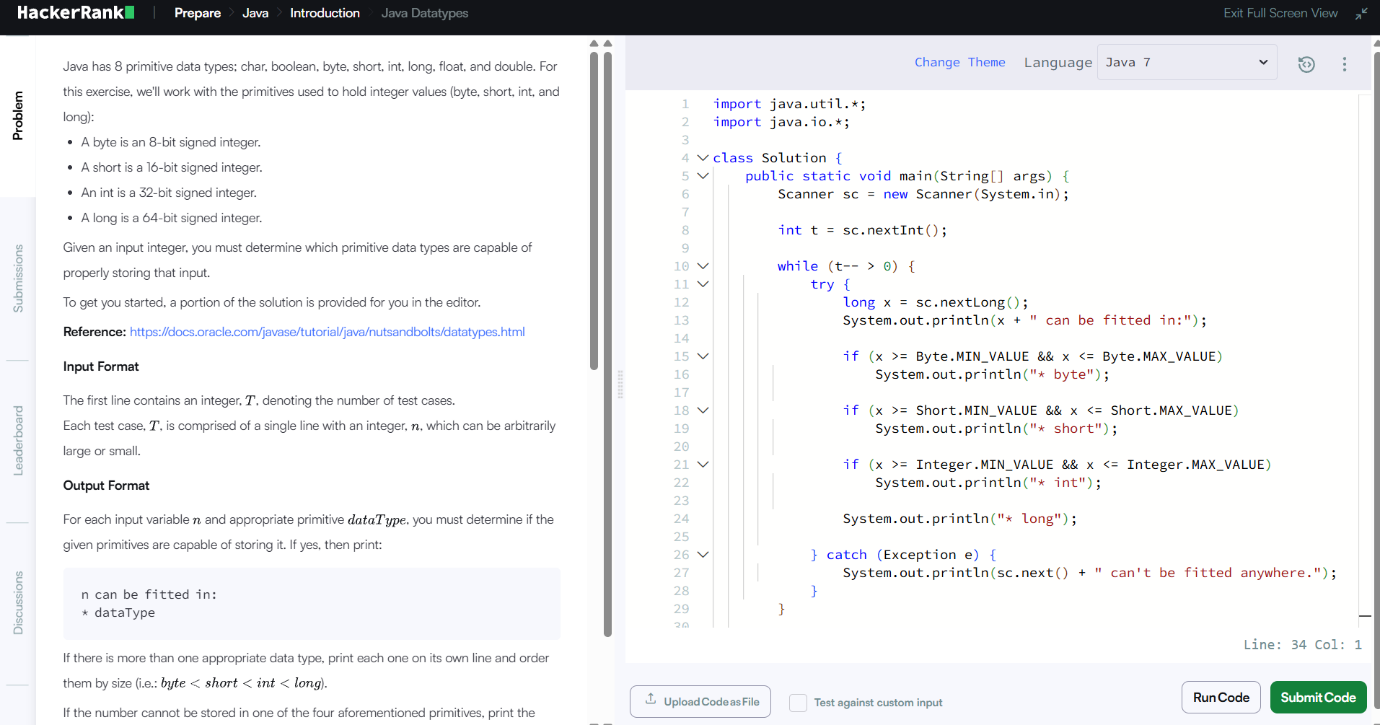 HackerRank | Prepare > Java > Introduction > Java Datatypes
Exit Full Screen View
Problem
Submissions
Leaderboard
Discussions
Java has 8 primitive data types; char, boolean, byte, short, int, long, float, and double. For
this exercise, we'll work with the primitives used to hold integer values (byte, short, int, and
long):
• A byte is an 8-bit signed integer.
• A short is a 16-bit signed integer.
• An int is a 32-bit signed integer.
• A long is a 64-bit signed integer.
Given an input integer, you must determine which primitive data types are capable of
properly storing that input.
To get you started, a portion of the solution is provided for you in the editor.
Reference: https://docs.oracle.com/javase/tutorial/java/nutsandbolts/datatypes.html
Input Format
The first line contains an integer, T, denoting the number of test cases.
Each test case, T, is comprised of a single line with an integer, n, which can be arbitrarily
large or small.
Output Format
For each input variable n and appropriate primitive dataType, you must determine if the
given primitives are capable of storing it. If yes, then print:
n can be fitted in:
* dataType
If there is more than one appropriate data type, print each one on its own line and order
them by size (i.e.: byte < short < int < long).
If the number cannot be stored in one of the four aforementioned primitives, print the
Change Theme Language Java 7
1 import java.util.*;
2 import java.io.*;
3
4 class Solution {
5 public static void main(String[] args) {
6 Scanner sc = new Scanner(System.in);
7
8 int t = sc.nextInt();
9
10 while (t-- > 0) {
11 try {
12 long x = sc.nextLong();
13 System.out.println(x + " can be fitted in:");
14
15 if (x >= Byte.MIN_VALUE && x <= Byte.MAX_VALUE)
16 System.out.println("* byte");
17
18 if (x >= Short.MIN_VALUE && x <= Short.MAX_VALUE)
19 System.out.println("* short");
20
21 if (x >= Integer.MIN_VALUE && x <= Integer.MAX_VALUE)
22 System.out.println("* int");
23
24 System.out.println("* long");
25
26 } catch (Exception e) {
27 System.out.println(sc.next() + " can't be fitted anywhere.");
28 }
29 }
30
Line: 34 Col: 1
Upload Code as File
Test against custom input
Run Code
Submit Code